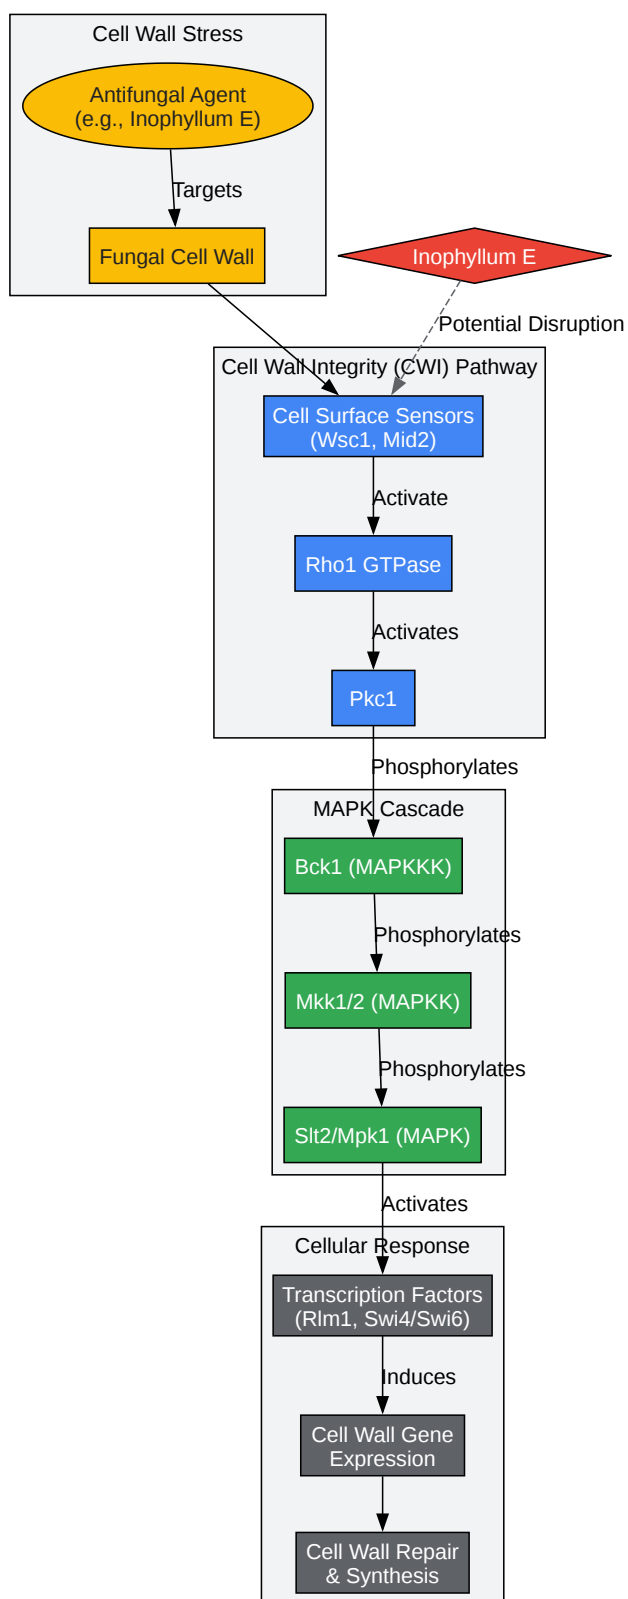 Cell Wall Stress
Antifungal Agent
(e.g., Inophyllum E)
Targets
Fungal Cell Wall
Inophyllum E
Potential Disruption
Cell Wall Integrity (CWI) Pathway
Cell Surface Sensors
(Wsc1, Mid2)
Activate
Rho1 GTPase
Activates
Pkc1
Phosphorylates
MAPK Cascade
Bck1 (MAPKKK)
Phosphorylates
Mkk1/2 (MAPKK)
Phosphorylates
Slt2/Mpk1 (MAPK)
Activates
Cellular Response
Transcription Factors
(Rlm1, Swi4/Swi6)
Induces
Cell Wall Gene
Expression
Cell Wall Repair
& Synthesis